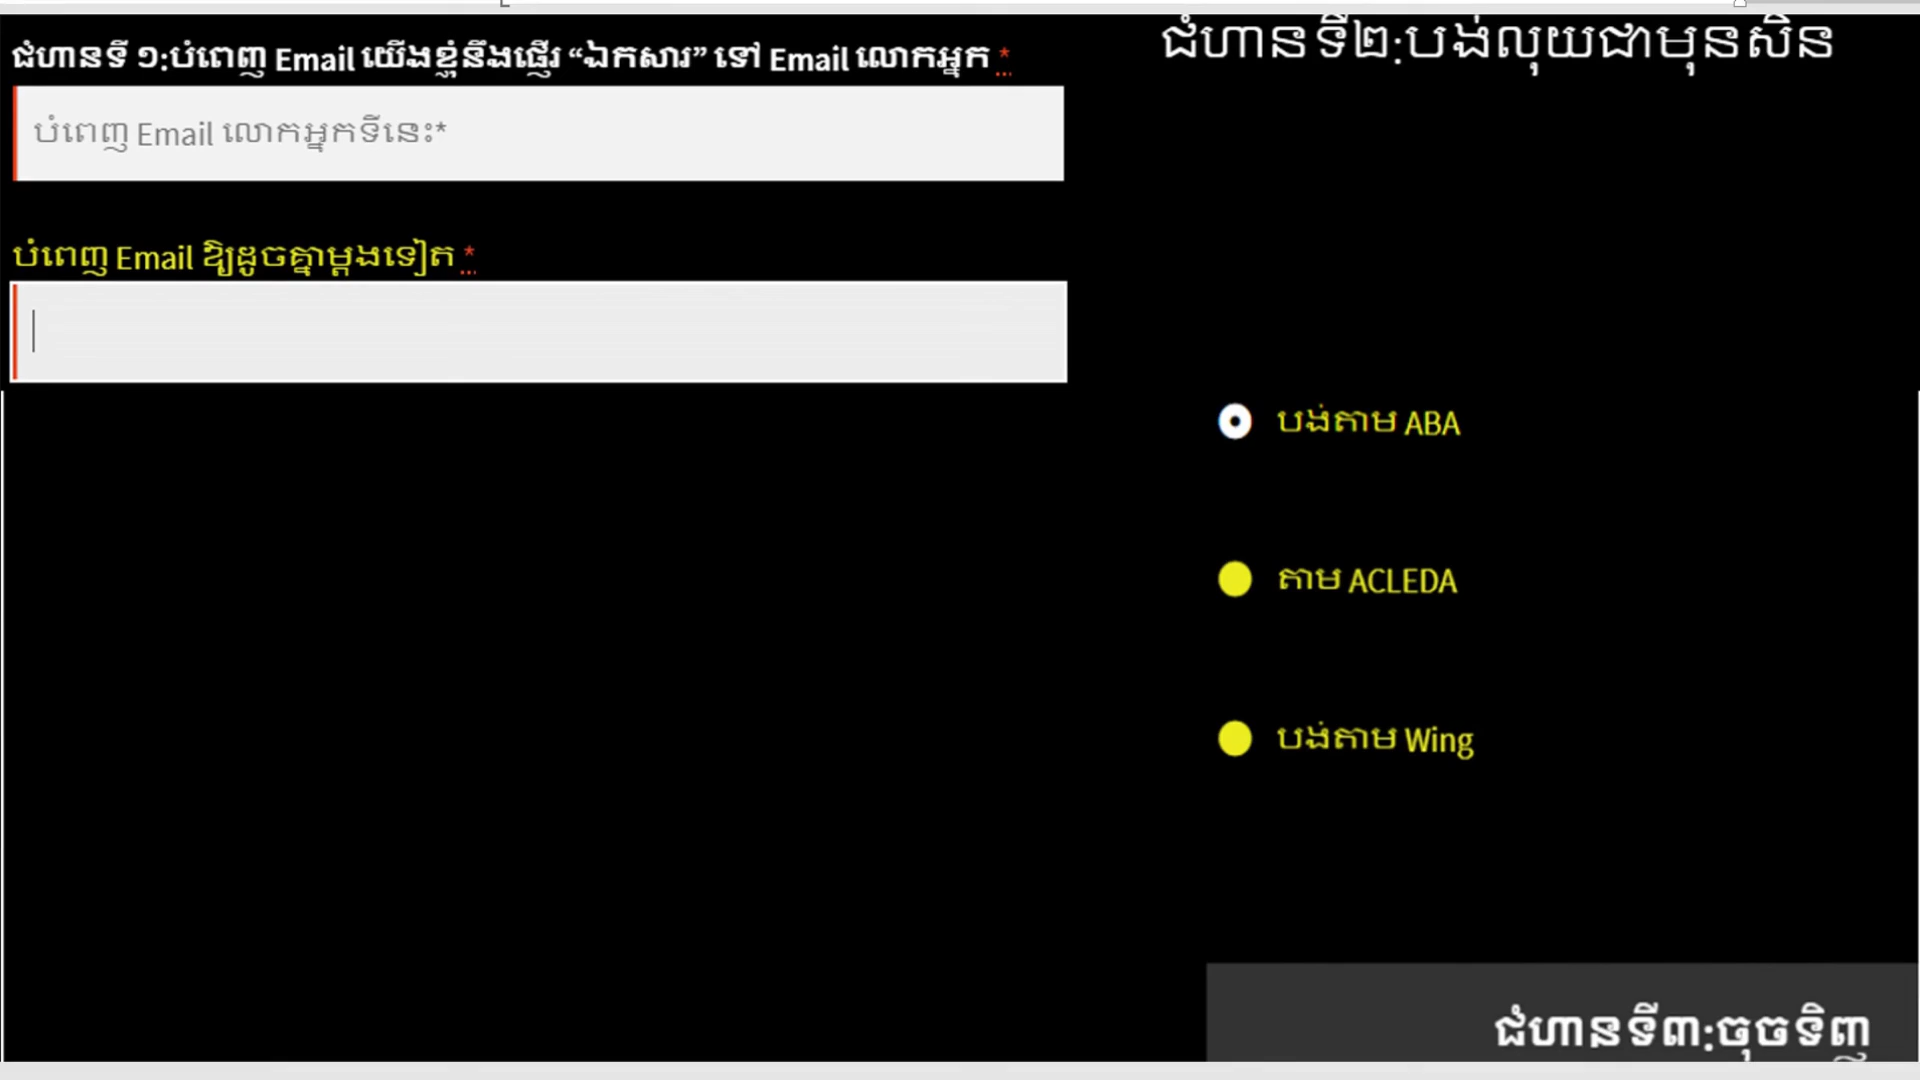 ជំហានទី ១:បំពេញ Email យើងខ្ញុំនឹងផ្ញើរ “ឯកសារ” ទៅ Email លោកអ្នក *
បំពេញ Email លោកអ្នកទីនេះ*
បំពេញ Email ឱ្យដូចគ្នាម្តងទៀត *
ជំហានទី២:បង់លុយជាមុនសិន
បង់តាម ABA
តាម ACLEDA
បង់តាម Wing
ជំហានទី៣:ចុចទិញ